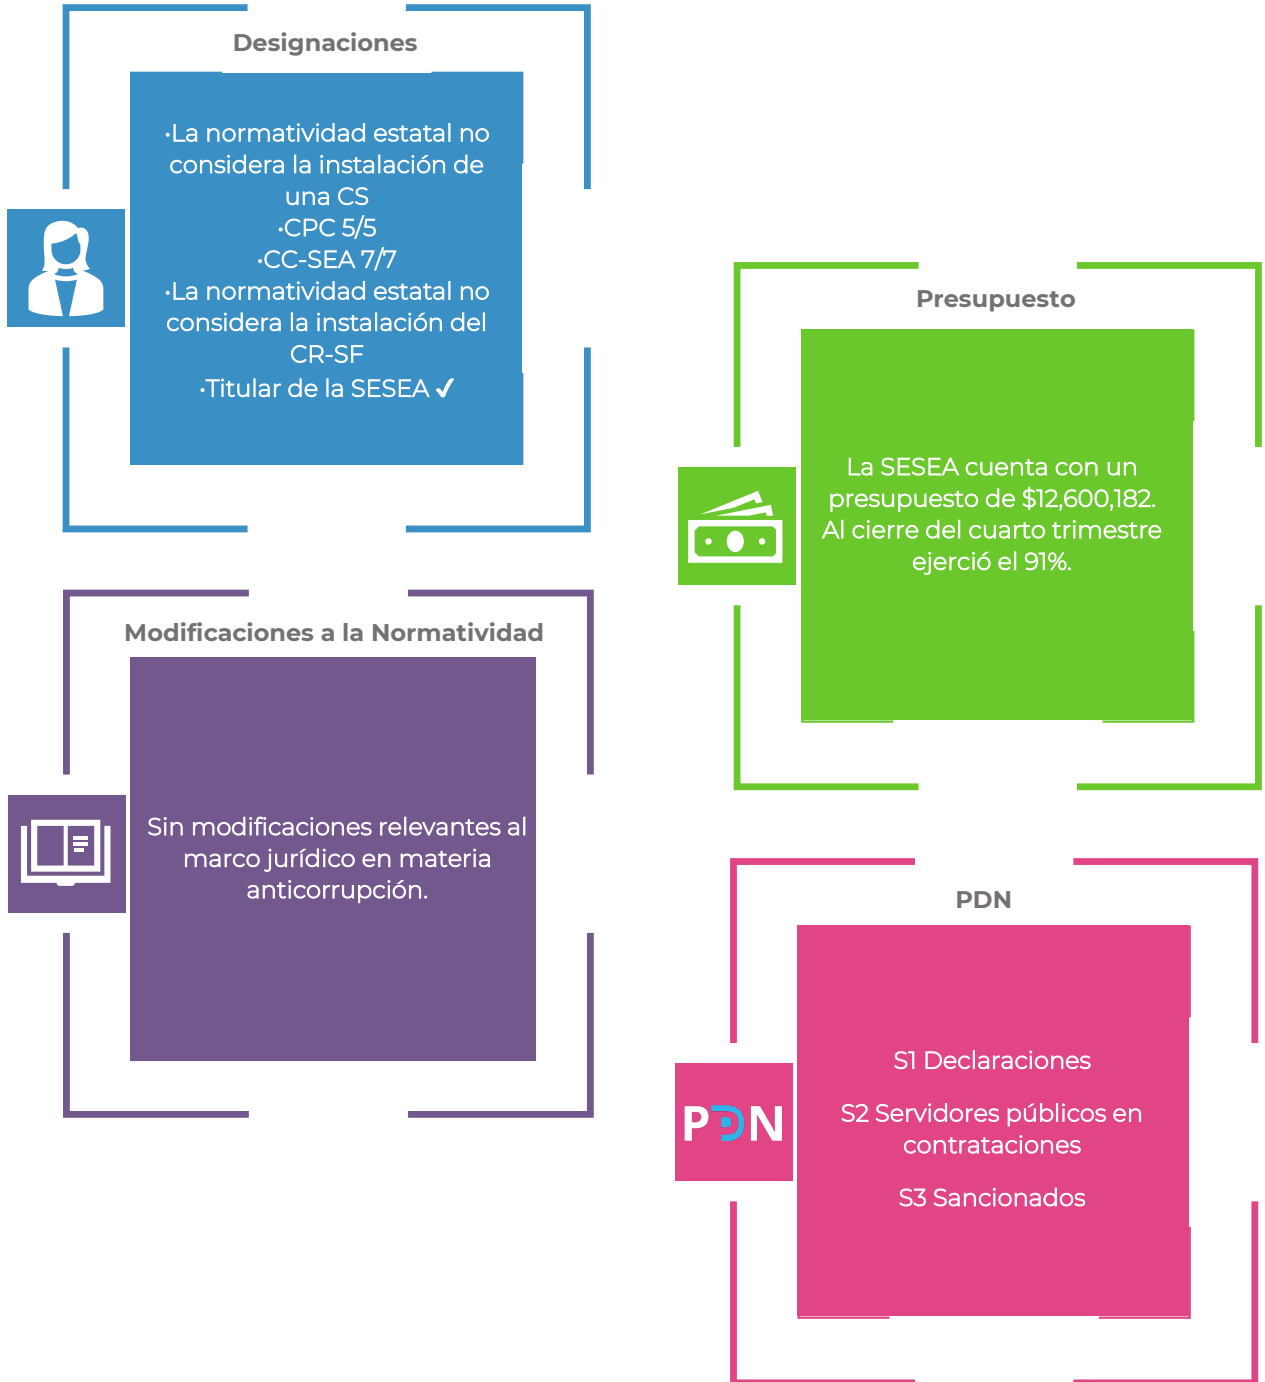 Designaciones
•La normatividad estatal no
considera la instalación de
una CS
•CPC 5/5
•CC-SEA 7/7
•La normatividad estatal no
considera la instalación del
CR-SF
•Titular de la SESEA ✓
Presupuesto
La SESEA cuenta con un
presupuesto de $12,600,182.
Al cierre del cuarto trimestre
ejerció el 91%.
Modificaciones a la Normatividad
Sin modificaciones relevantes al
marco jurídico en materia
anticorrupción.
PDN
PDN
S1 Declaraciones
S2 Servidores públicos en
contrataciones
S3 Sancionados